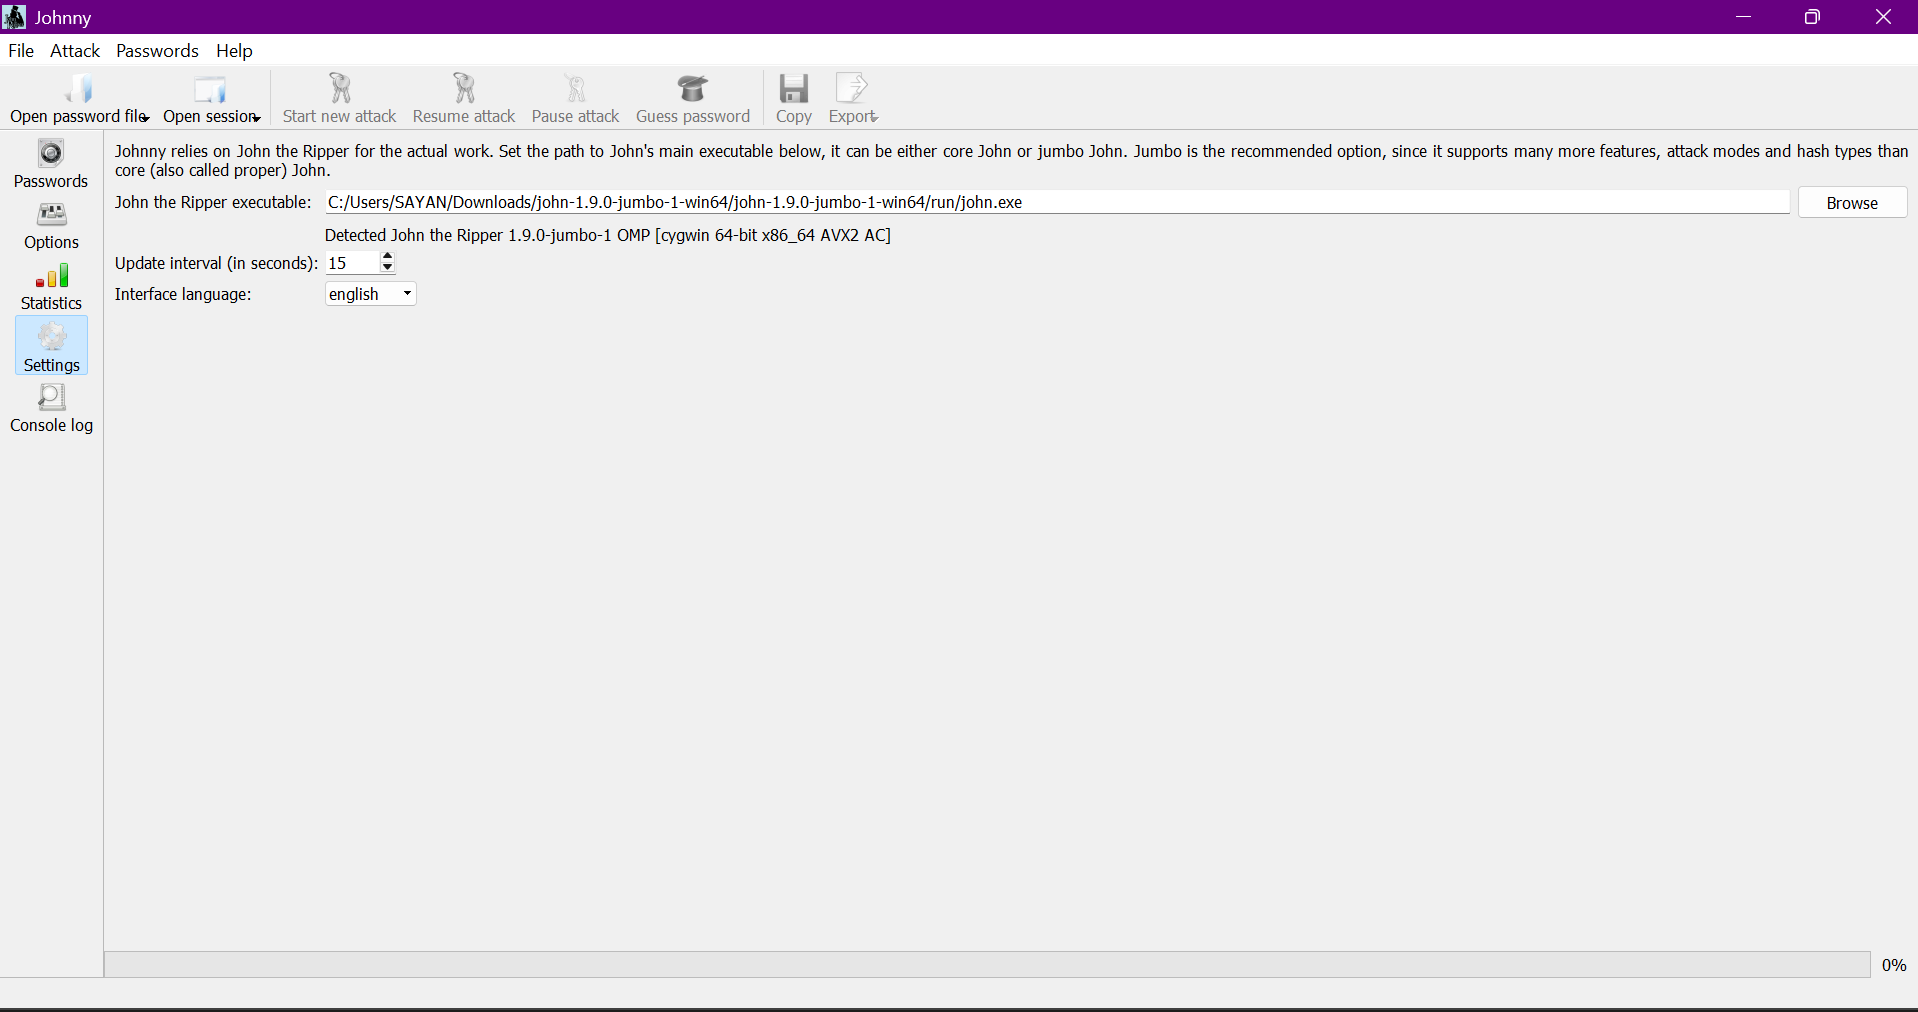 Johnny
File Attack Passwords Help
Open password file Open session Start new attack Resume attack Pause attack Guess password Copy Export
Passwords
Options
Statistics
Settings
Console log
Johnny relies on John the Ripper for the actual work. Set the path to John's main executable below, it can be either core John or jumbo John. Jumbo is the recommended option, since it supports many more features, attack modes and hash types than
core (also called proper) John.
John the Ripper executable: C:/Users/SAYAN/Downloads/john-1.9.0-jumbo-1-win64/john-1.9.0-jumbo-1-win64/run/john.exe Browse
Detected John the Ripper 1.9.0-jumbo-1 OMP [cygwin 64-bit x86_64 AVX2 AC]
Update interval (in seconds): 15
Interface language: english
0%